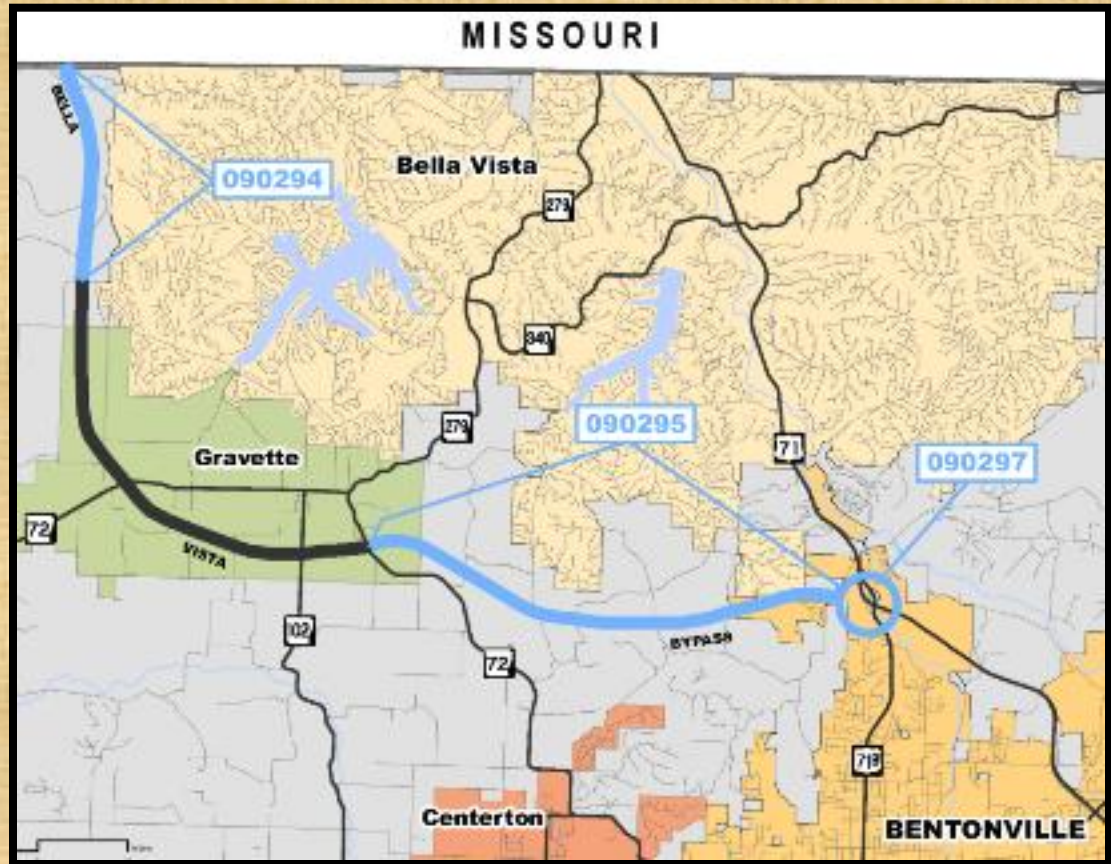 MISSOURI
BELLA
090294
Bella Vista
279
340
279
090295
71
090297
Gravette
72
VISTA
BYPASS
102
72
Centerton
BENTONVILLE